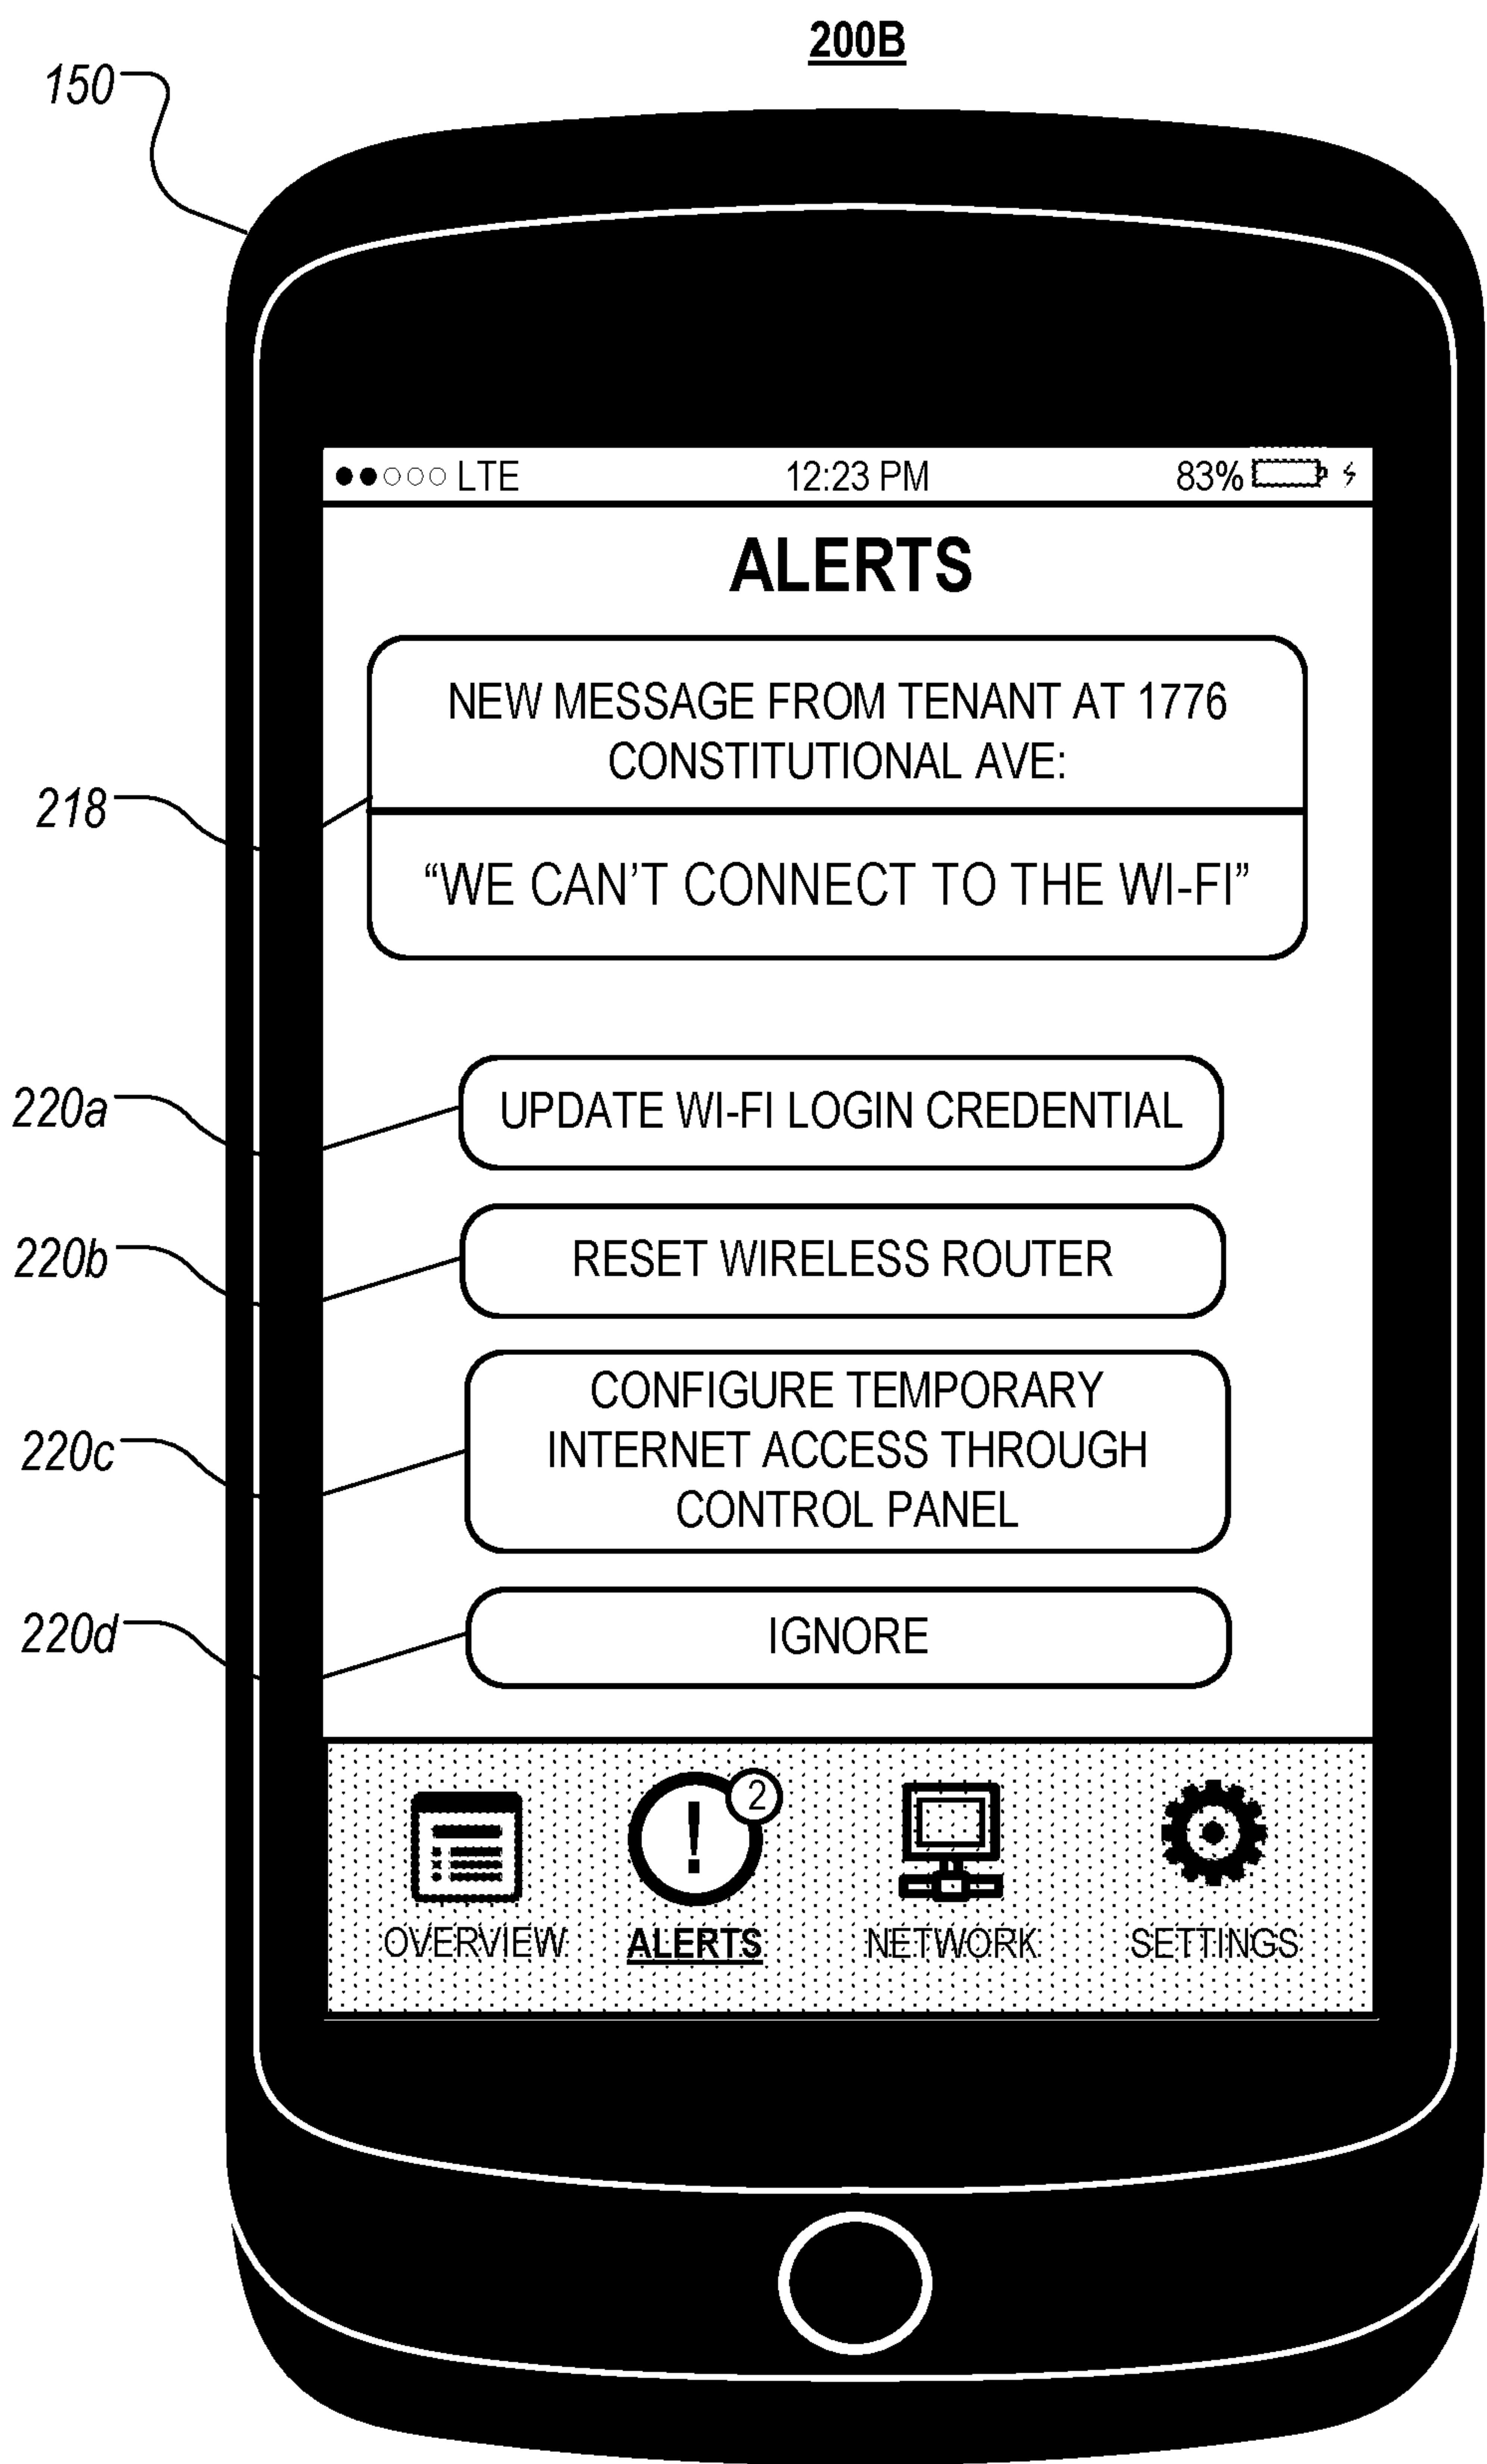 200B
150
LTE 12:23 PM 83%
ALERTS
NEW MESSAGE FROM TENANT AT 1776
CONSTITUTIONAL AVE:
218
“WE CAN’T CONNECT TO THE WI-FI”
220a
UPDATE WI-FI LOGIN CREDENTIAL
220b
RESET WIRELESS ROUTER
CONFIGURE TEMPORARY
220c
INTERNET ACCESS THROUGH
CONTROL PANEL
220d
IGNORE
! 2
OVERVIEW ALERTS NETWORK SETTINGS